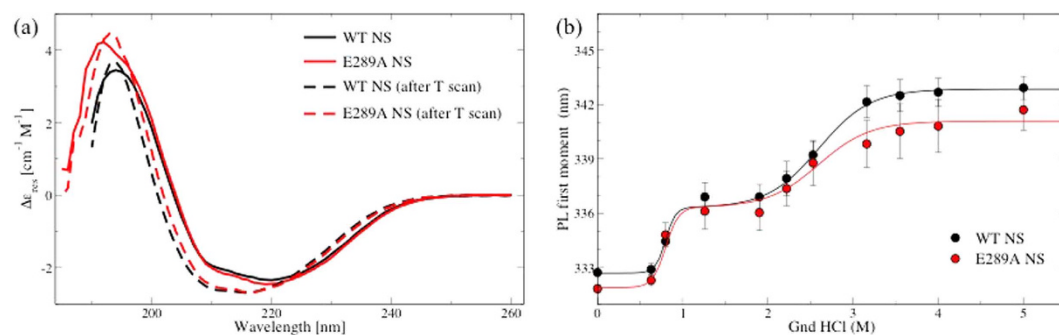 (a)
WT NS
E289A NS
WT NS (after T scan)
E289A NS (after T scan)
Δε_res [cm⁻¹ M⁻¹]
4
2
0
-2
200
220
240
260
Wavelength [nm]
(b)
PL first moment (nm)
345
342
339
336
333
0
1
2
3
4
5
Gnd HCl (M)
WT NS
E289A NS